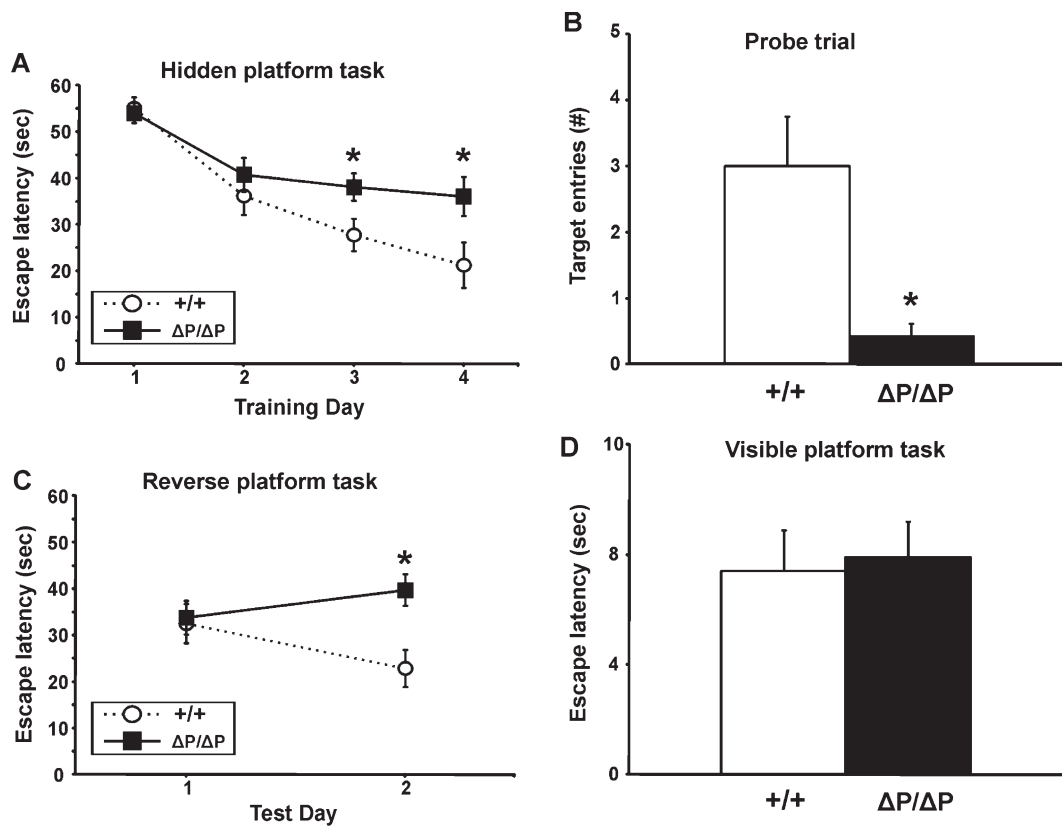 A
Hidden platform task
Escape latency (sec)
60
50
40
30
20
10
0
* *
+/+
ΔP/ΔP
1 2 3 4
Training Day
B
Probe trial
Target entries (#)
5
4
3
2
1
0
*
+/+ ΔP/ΔP
C
Reverse platform task
Escape latency (sec)
60
50
40
30
20
10
0
*
+/+
ΔP/ΔP
1 2
Test Day
D
Visible platform task
Escape latency (sec)
10
8
4
0
+/+ ΔP/ΔP